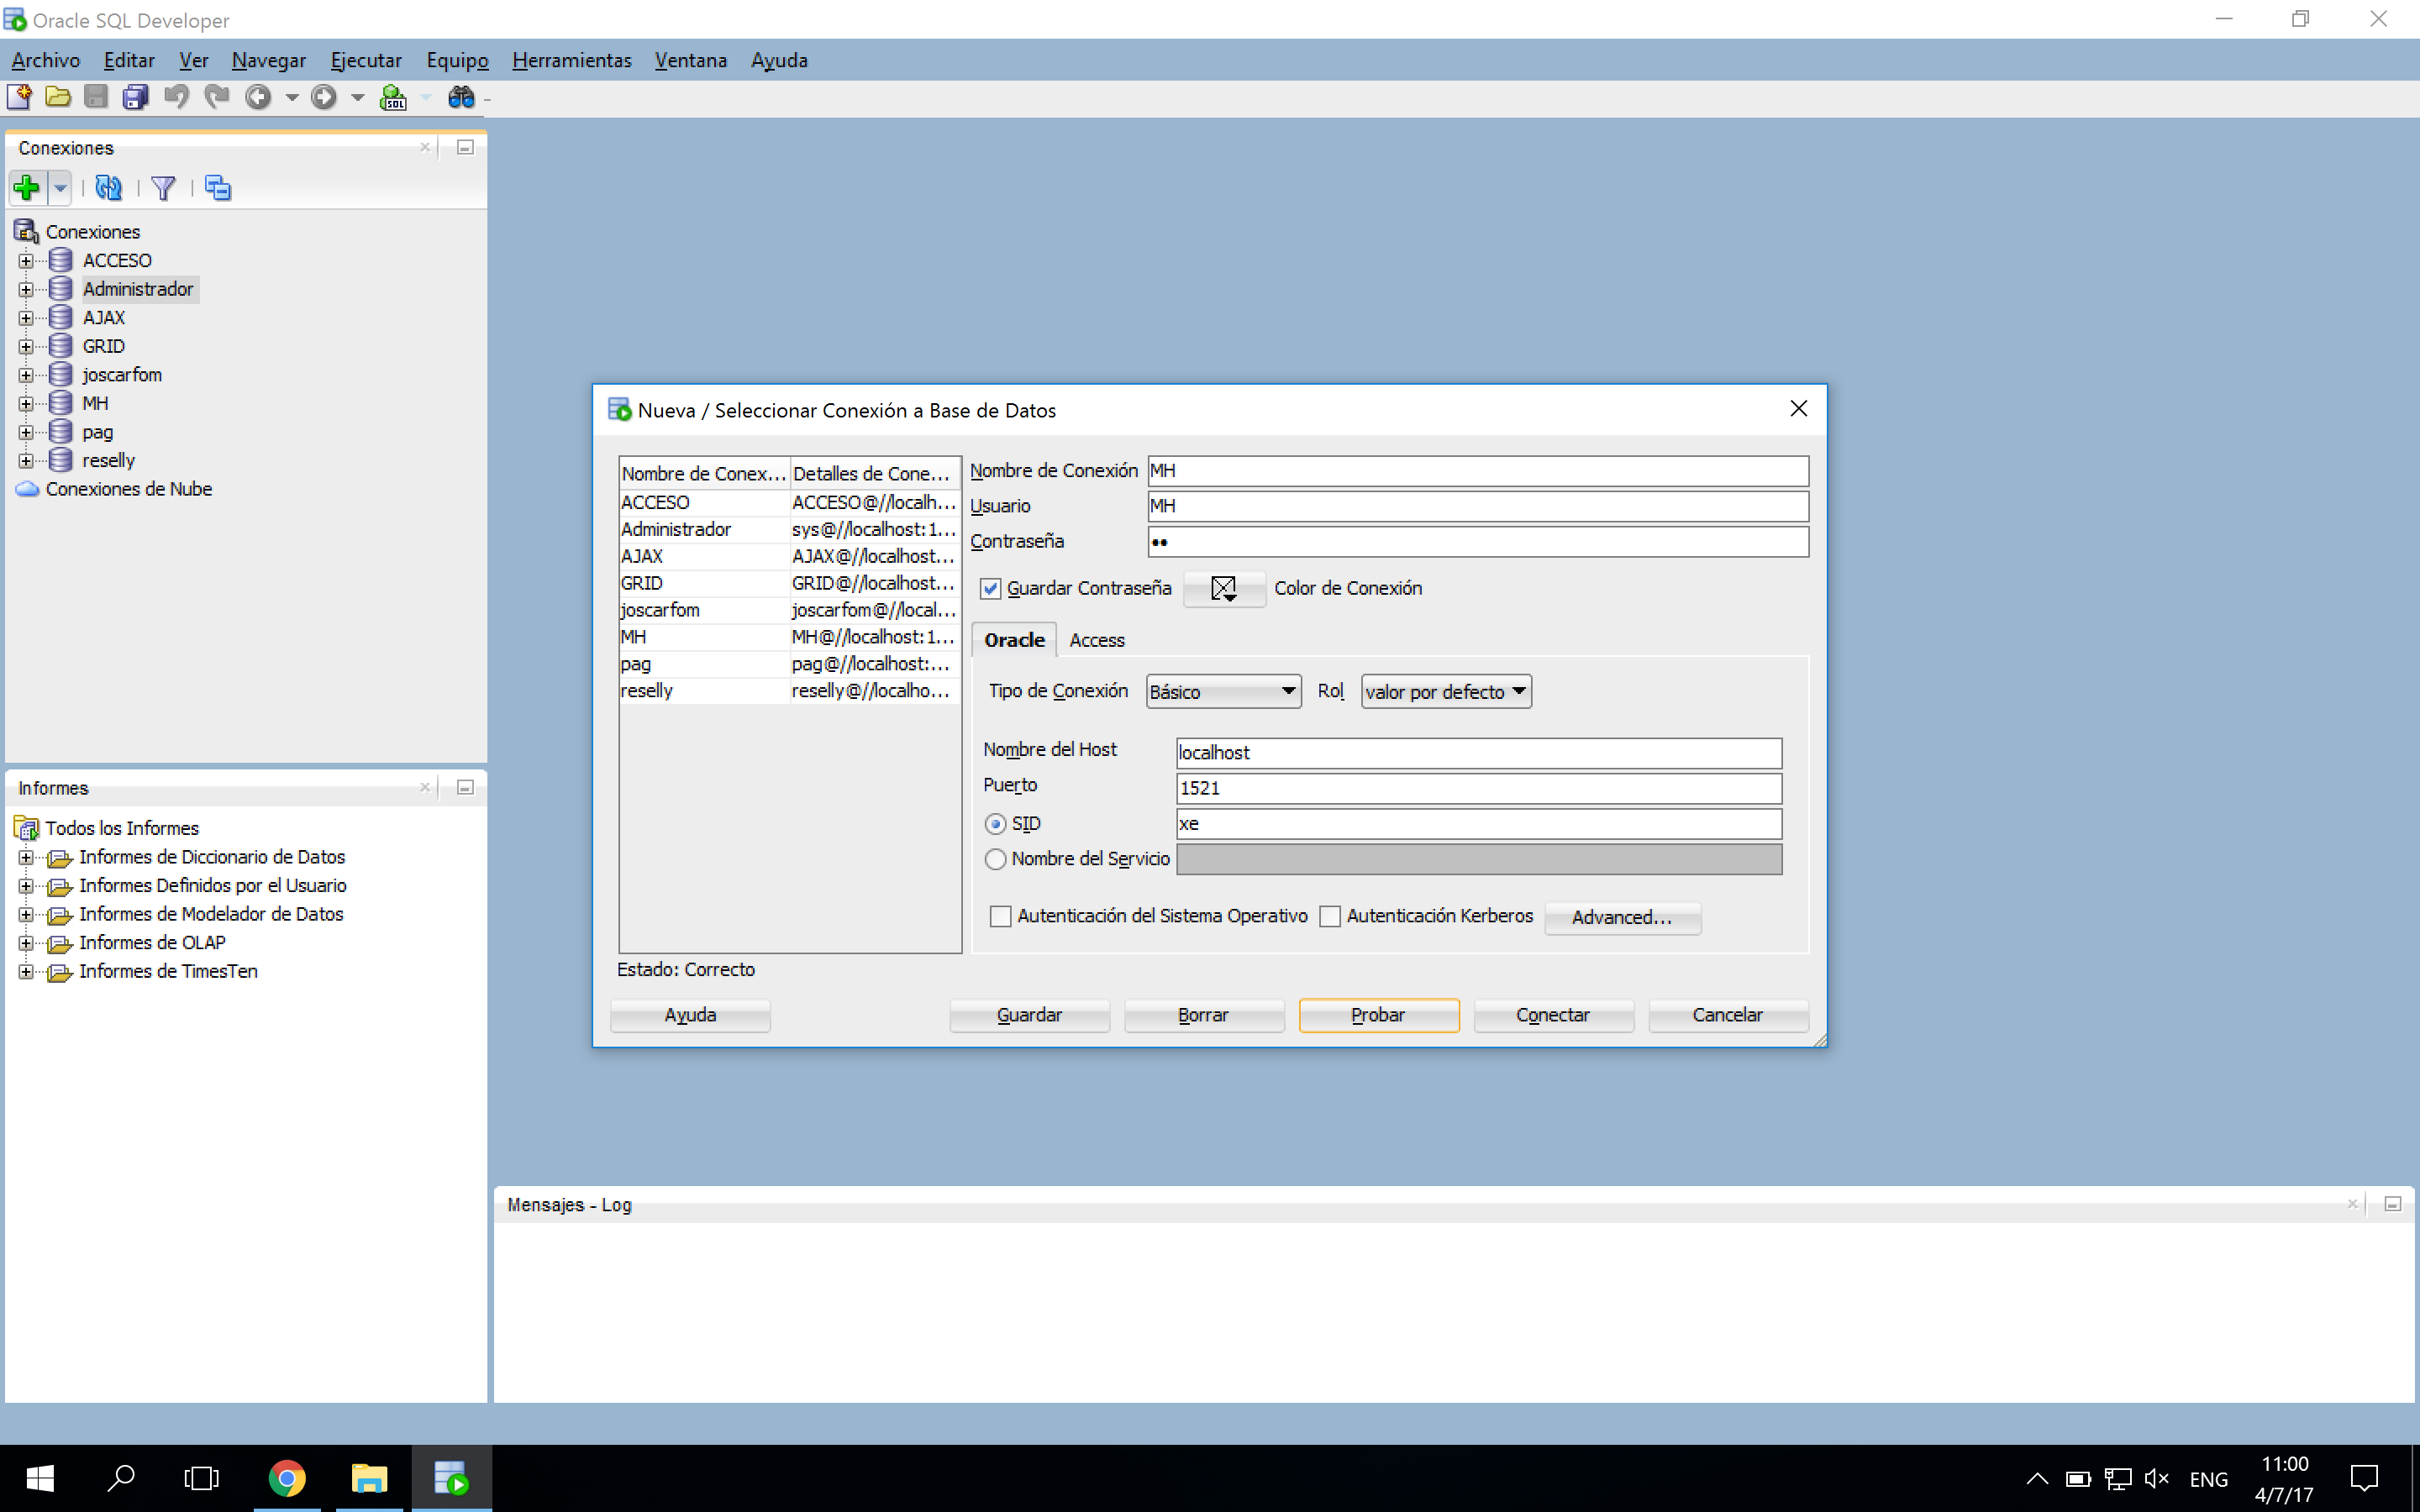 Oracle SQL Developer
Archivo Editar Ver Navegar Ejecutar Equipo Herramientas Ventana Ayuda
SQL
Conexiones
Conexiones
ACCESO
Administrador
AJAX
GRID
joscarfom
MH
pag
reselly
Conexiones de Nube
Informes
Todos los Informes
Informes de Diccionario de Datos
Informes Definidos por el Usuario
Informes de Modelador de Datos
Informes de OLAP
Informes de TimesTen
Nueva / Seleccionar Conexión a Base de Datos
Nombre de Conex... Detalles de Cone...
ACCESO ACCESO@//localh...
Administrador sys@//localhost:1...
AJAX AJAX@//localhost...
GRID GRID@//localhost...
joscarfom joscarfom@//local...
MH MH@//localhost:1...
pag pag@//localhost:...
reselly reselly@//localho...
Nombre de Conexión MH
Usuario MH
Contraseña ••
Guardar Contraseña Color de Conexión
Oracle Access
Tipo de Conexión Básico Rol valor por defecto
Nombre del Host localhost
Puerto 1521
SID xe
Nombre del Servicio
Autenticación del Sistema Operativo Autenticación Kerberos Advanced...
Estado: Correcto
Ayuda Guardar Borrar Probar Conectar Cancelar
Mensajes - Log
ENG
11:00
4/7/17